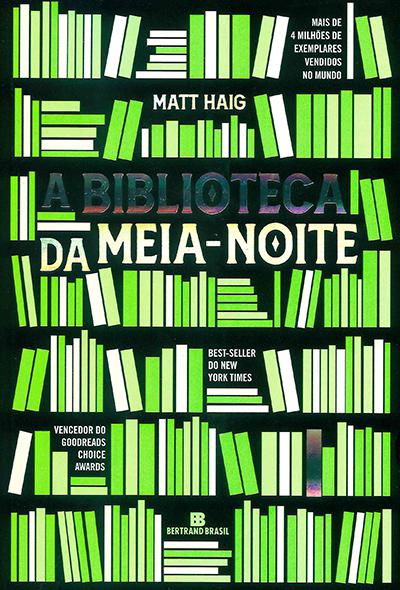 MAIS DE
4 MILHÕES DE
EXEMPLARES
VENDIDOS
NO MUNDO
MATT HAIG
A BIBLIOTECA
DA MEIA-NOITE
BEST-SELLER
DO NEW
YORK TIMES
VENCEDOR DO
GOODREADS
CHOICE
AWARDS
BB
BERTRAND BRASIL